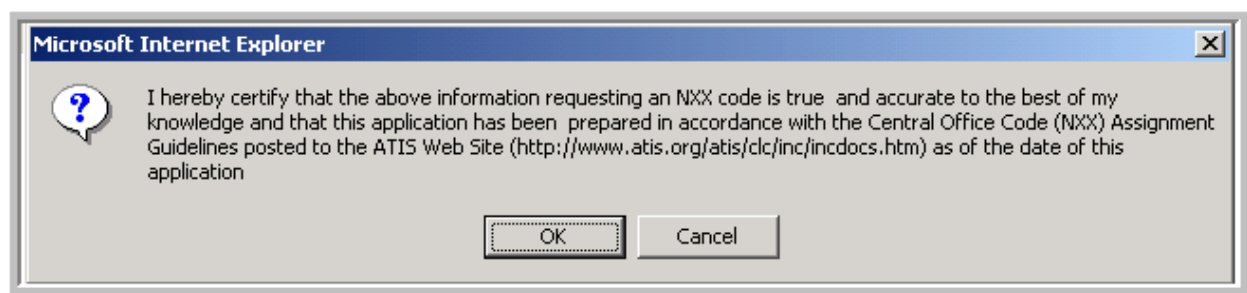 Microsoft Internet Explorer
I hereby certify that the above information requesting an NXX code is true  and accurate to the best of my
knowledge and that this application has been  prepared in accordance with the Central Office Code (NXX) Assignment
Guidelines posted to the ATIS Web Site (http://www.atis.org/atis/clc/inc/incdocs.htm) as of the date of this
application
OK Cancel